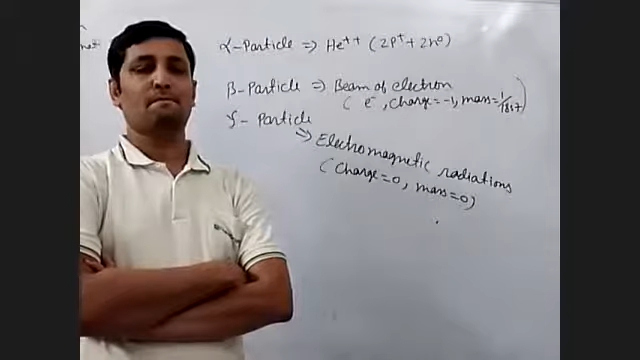 α-Particle ⇒ He⁺⁺ (2P⁺ + 2n⁰)
β-Particle ⇒ Beam of electron
( e⁻, charge=-1, mass=1/1837)
γ- Particle
⇒ Electromagnetic radiations
(Charge=0, mass=0)